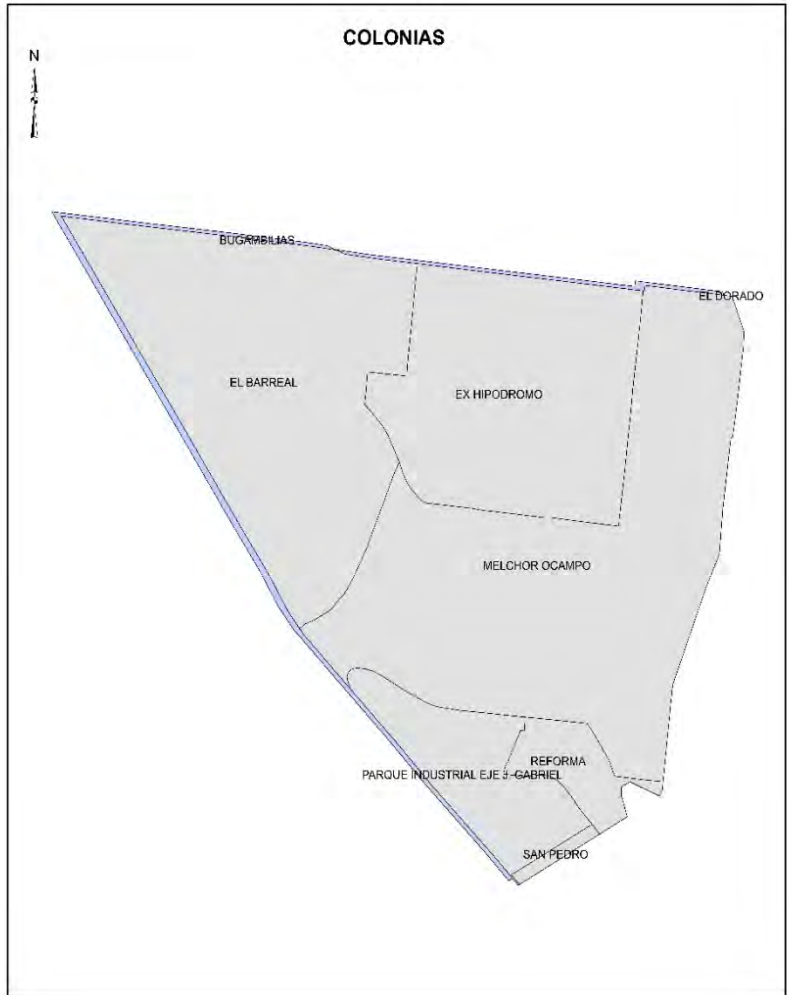 COLONIAS
N
BUGAMBILIAS
EL DORADO
EL BARREAL
EX HIPODROMO
MELCHOR OCAMPO
REFORMA
PARQUE INDUSTRIAL EJE J-GABRIEL
SAN PEDRO